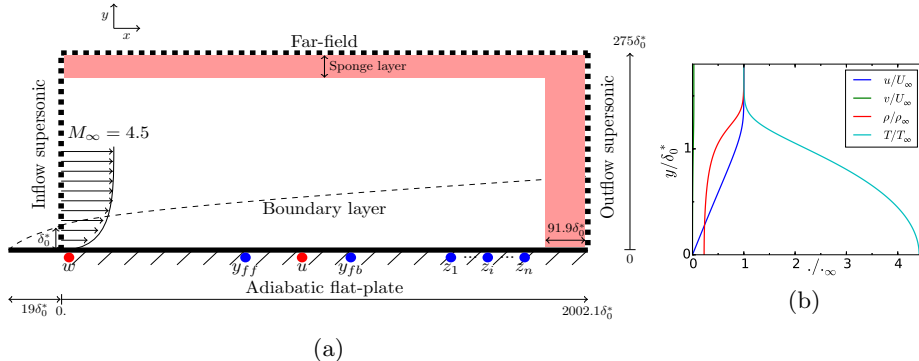 y
x
(a)
Far-field
275δ₀*
Sponge layer
Inflow supersonic
M∞ = 4.5
Boundary layer
δ₀*
91.9δ₀*
Outflow supersonic
0
w y_ff u y_fb z₁ ... z_i ... z_n
Adiabatic flat-plate
19δ₀* 0. 2002.1δ₀*
(a)
u/U∞
v/U∞
ρ/ρ∞
T/T∞
y/δ₀*
1
0
0 1 2 3 4
·/·∞
(b)